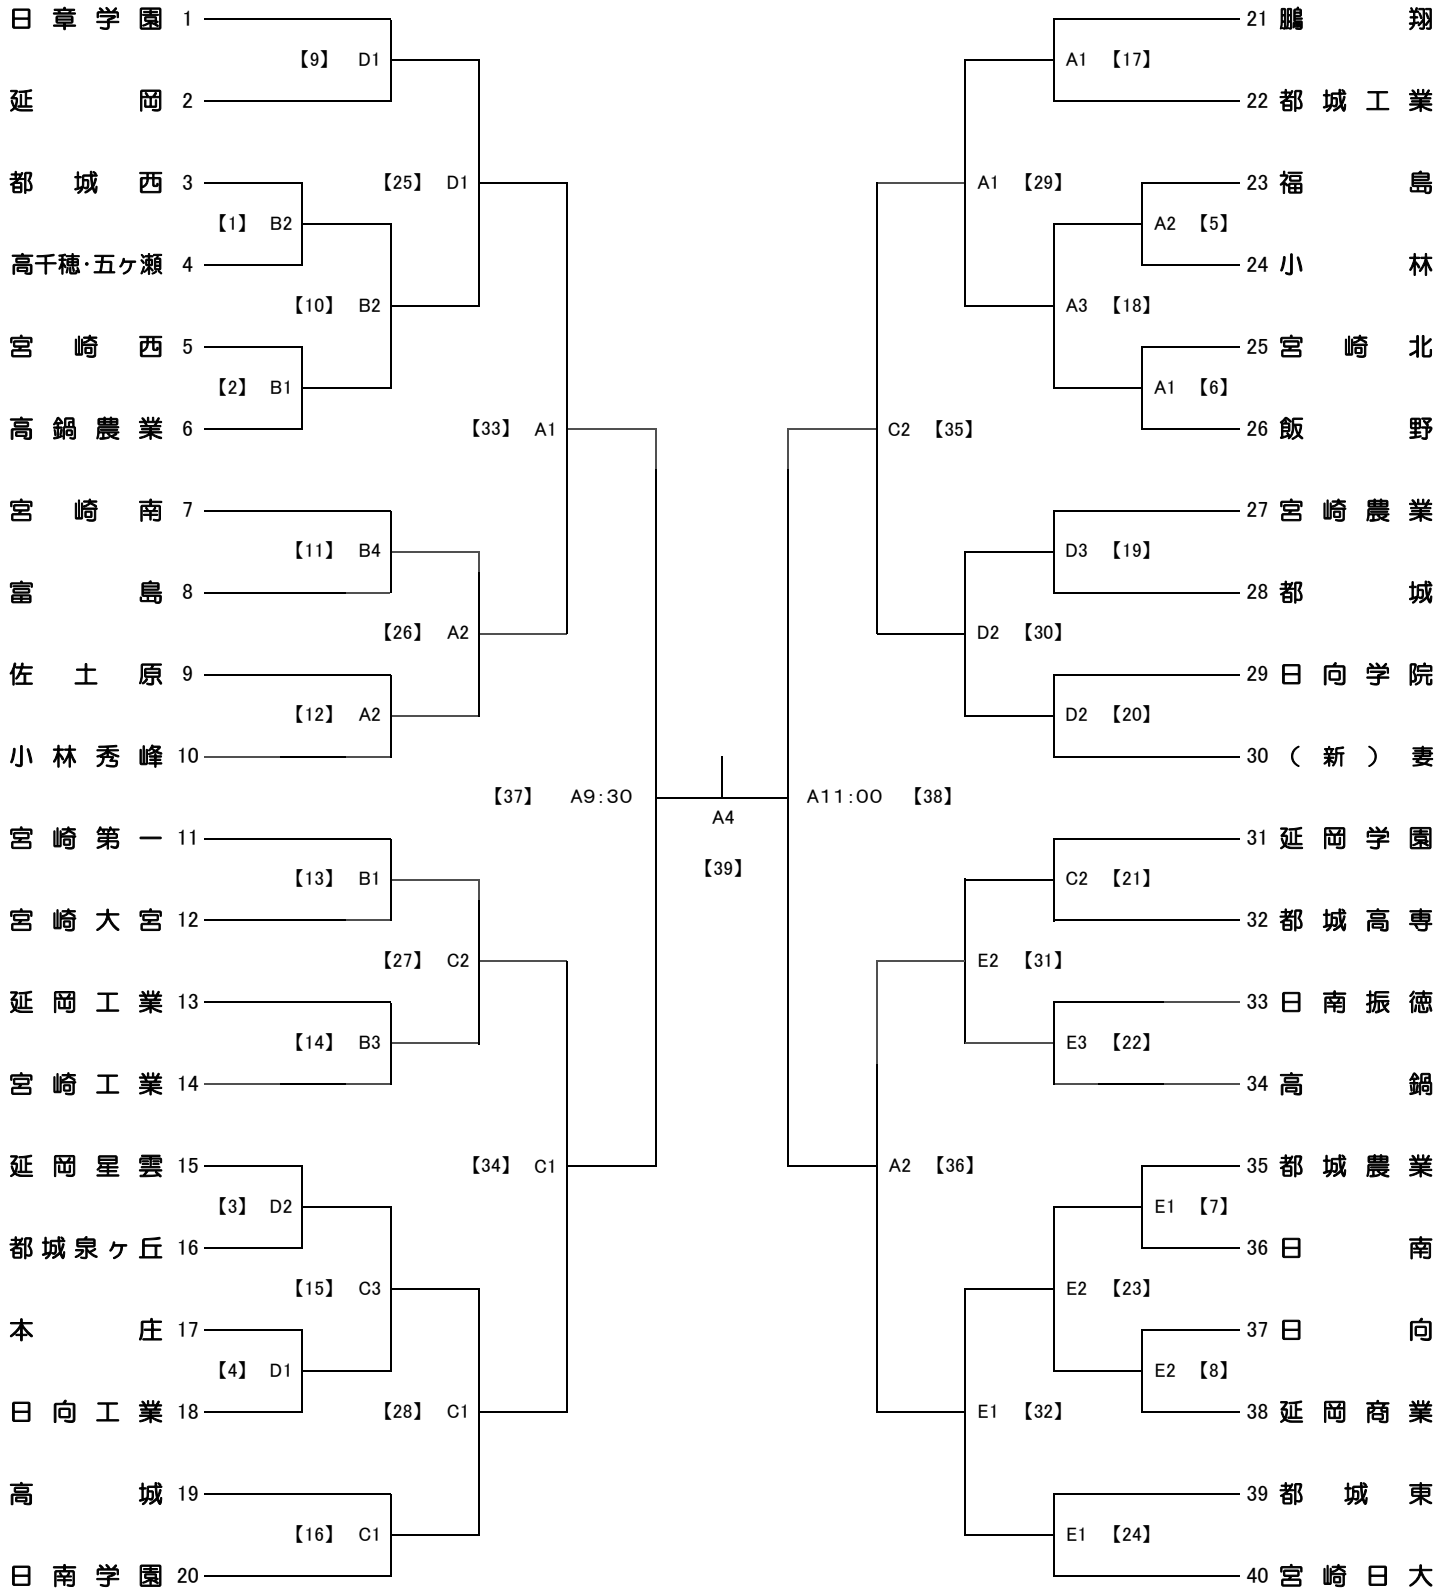 日章学園 1
【9】 D1
延岡 2
都城西 3
【25】 D1
【1】 B2
高千穂・五ヶ瀬 4
【10】 B2
宮崎西 5
【2】 B1
高鍋農業 6
【33】 A1
宮崎南 7
【11】 B4
富島 8
【26】 A2
佐土原 9
【12】 A2
小林秀峰 10
【37】 A9:30
宮崎第一 11
【13】 B1
宮崎大宮 12
【27】 C2
延岡工業 13
【14】 B3
宮崎工業 14
延岡星雲 15
【34】 C1
【3】 D2
都城泉ヶ丘 16
【15】 C3
本庄 17
【4】 D1
日向工業 18
【28】 C1
高城 19
【16】 C1
日南学園 20
A4
【39】
21 鵬翔
A1 【17】
22 都城工業
A1 【29】
23 福島
A2 【5】
24 小林
A3 【18】
25 宮崎北
A1 【6】
26 飯野
C2 【35】
27 宮崎農業
D3 【19】
28 都城
D2 【30】
29 日向学院
D2 【20】
30 (新)妻
A11:00 【38】
31 延岡学園
C2 【21】
32 都城高専
E2 【31】
33 日南振徳
E3 【22】
34 高鍋
A2 【36】
35 都城農業
E1 【7】
36 日南
E2 【23】
37 日向
E2 【8】
38 延岡商業
E1 【32】
39 都城東
E1 【24】
40 宮崎日大